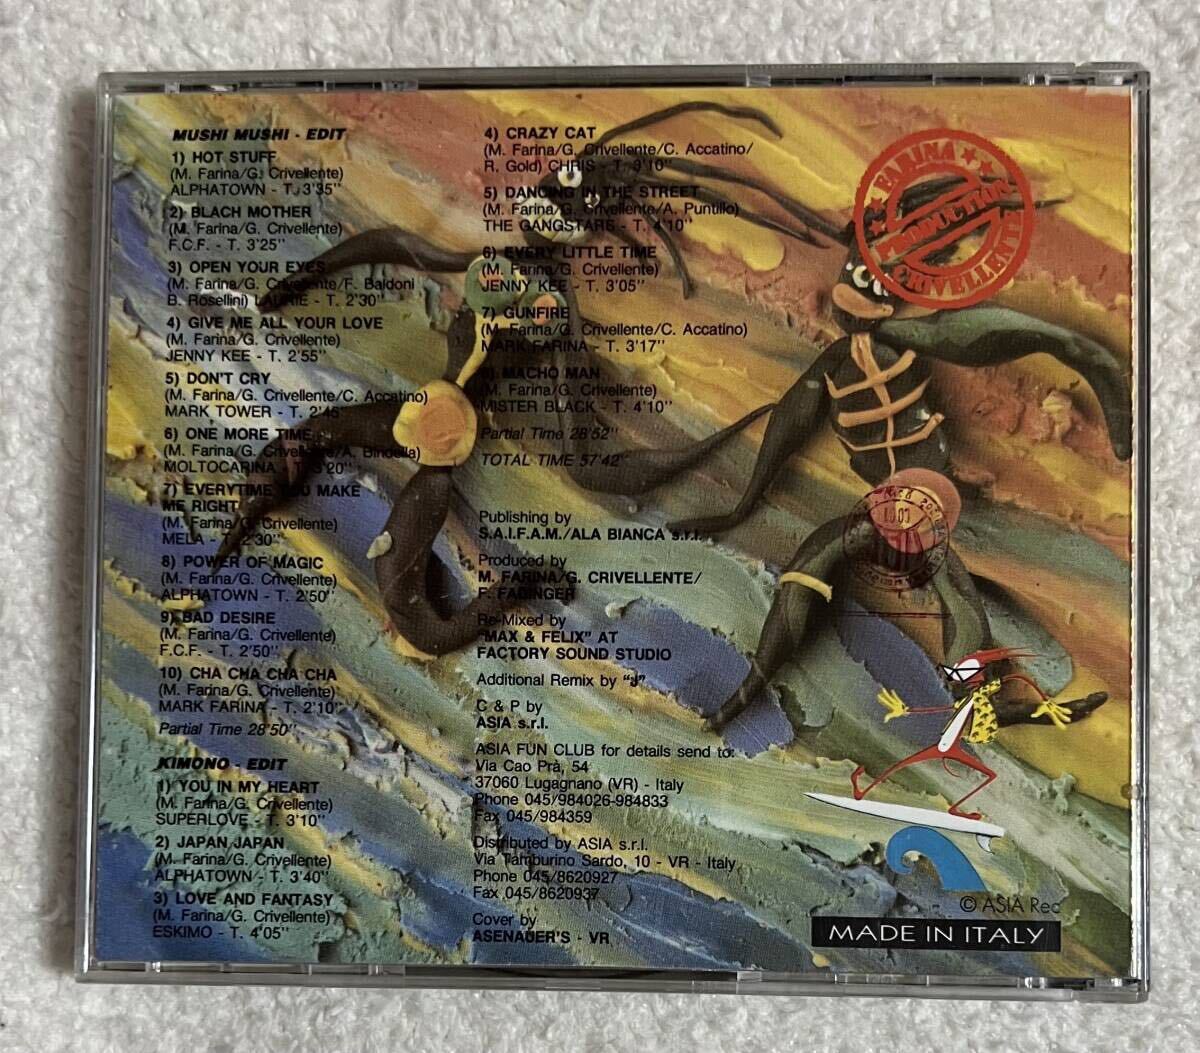 MUSHI MUSHI - EDIT
1) HOT STUFF
(M. Farina/G. Crivellente)
ALPHATOWN - T. 3'35"
2) BLACH MOTHER
(M. Farina/G. Crivellente)
F.C.F. - T. 3'25"
3) OPEN YOUR EYES
(M. Farina/G. Crivellente/F. Baldoni
B. Rosellini) LAURIE - T. 2'30"
4) GIVE ME ALL YOUR LOVE
(M. Farina/G. Crivellente)
JENNY KEE - T. 2'55"
5) DON'T CRY
(M. Farina/G. Crivellente/C. Accatino)
MARK TOWER - T. 2'45"
6) ONE MORE TIME
(M. Farina/G. Crivellente/A. Bindella)
MOLTOCARINA - T. 3'20"
7) EVERYTIME YOU MAKE
ME RIGHT
(M. Farina/G. Crivellente)
MELA - T. 2'30"
8) POWER OF MAGIC
(M. Farina/G. Crivellente)
ALPHATOWN - T. 2'50"
9) BAD DESIRE
(M. Farina/G. Crivellente)
F.C.F. - T. 2'50"
10) CHA CHA CHA CHA
(M. Farina/G. Crivellente)
MARK FARINA - T. 2'10"
Partial Time 28'50"
KIMONO - EDIT
1) YOU IN MY HEART
(M. Farina/G. Crivellente)
SUPERLOVE - T. 3'10"
2) JAPAN JAPAN
(M. Farina/G. Crivellente)
ALPHATOWN - T. 3'40"
3) LOVE AND FANTASY
(M. Farina/G. Crivellente)
ESKIMO - T. 4'05"
4) CRAZY CAT
(M. Farina/G. Crivellente/C. Accatino/
R. Gold) CHRIS - T. 3'10"
5) DANCING IN THE STREET
(M. Farina/G. Crivellente/A. Puntillo)
THE GANGSTARS - T. 4'10"
6) EVERY LITTLE TIME
(M. Farina/G. Crivellente)
JENNY KEE - T. 3'05"
7) GUNFIRE
(M. Farina/G. Crivellente/C. Accatino)
MARK FARINA - T. 3'17"
8) MACHO MAN
(M. Farina/G. Crivellente)
MISTER BLACK - T. 4'10"
Partial Time 28'52"
TOTAL TIME 57'42"
Publishing by
S.A.I.F.A.M./ALA BIANCA s.r.l.
Produced by
M. FARINA/G. CRIVELLENTE/
F. FADINGER
Re-Mixed by
"MAX & FELIX" AT
FACTORY SOUND STUDIO
Additional Remix by "J"
C & P by
ASIA s.r.l.
ASIA FUN CLUB for details send to:
Via Cao Prà, 54
37060 Lugagnano (VR) - Italy
Phone 045/984026-984833
Fax 045/984359
Distributed by ASIA s.r.l.
Via Tamburino Sardo, 10 - VR - Italy
Phone 045/8620927
Fax 045/8620937
Cover by
ASENAUER'S - VR
FARINA
PRODUCTION
CRIVELLENTE
© ASIA Rec
MADE IN ITALY